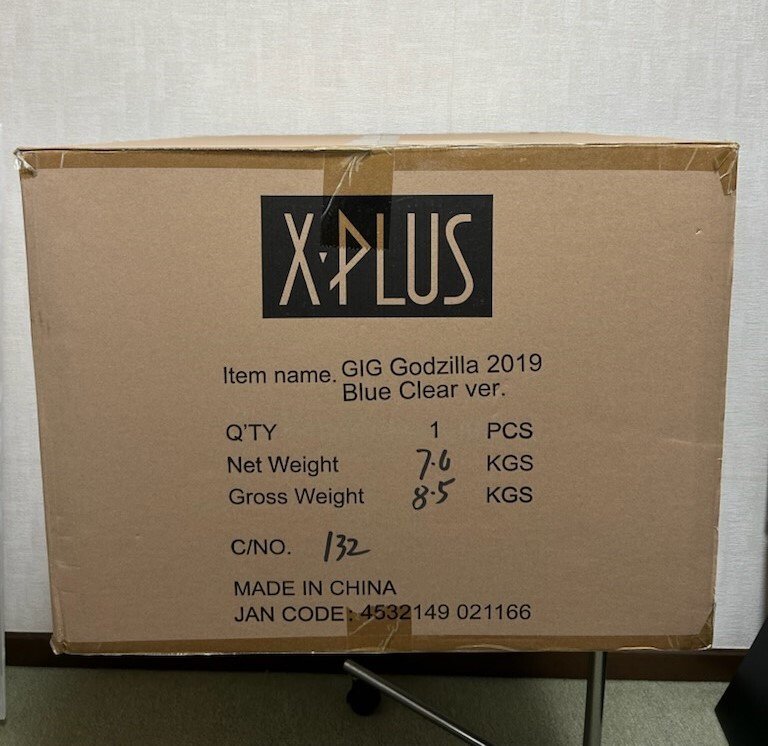 X-PLUS
Item name. GIG Godzilla 2019
Blue Clear ver.
Q'TY 1 PCS
Net Weight 7.6 KGS
Gross Weight 8.5 KGS
C/NO. 132
MADE IN CHINA
JAN CODE: 4532149 021166